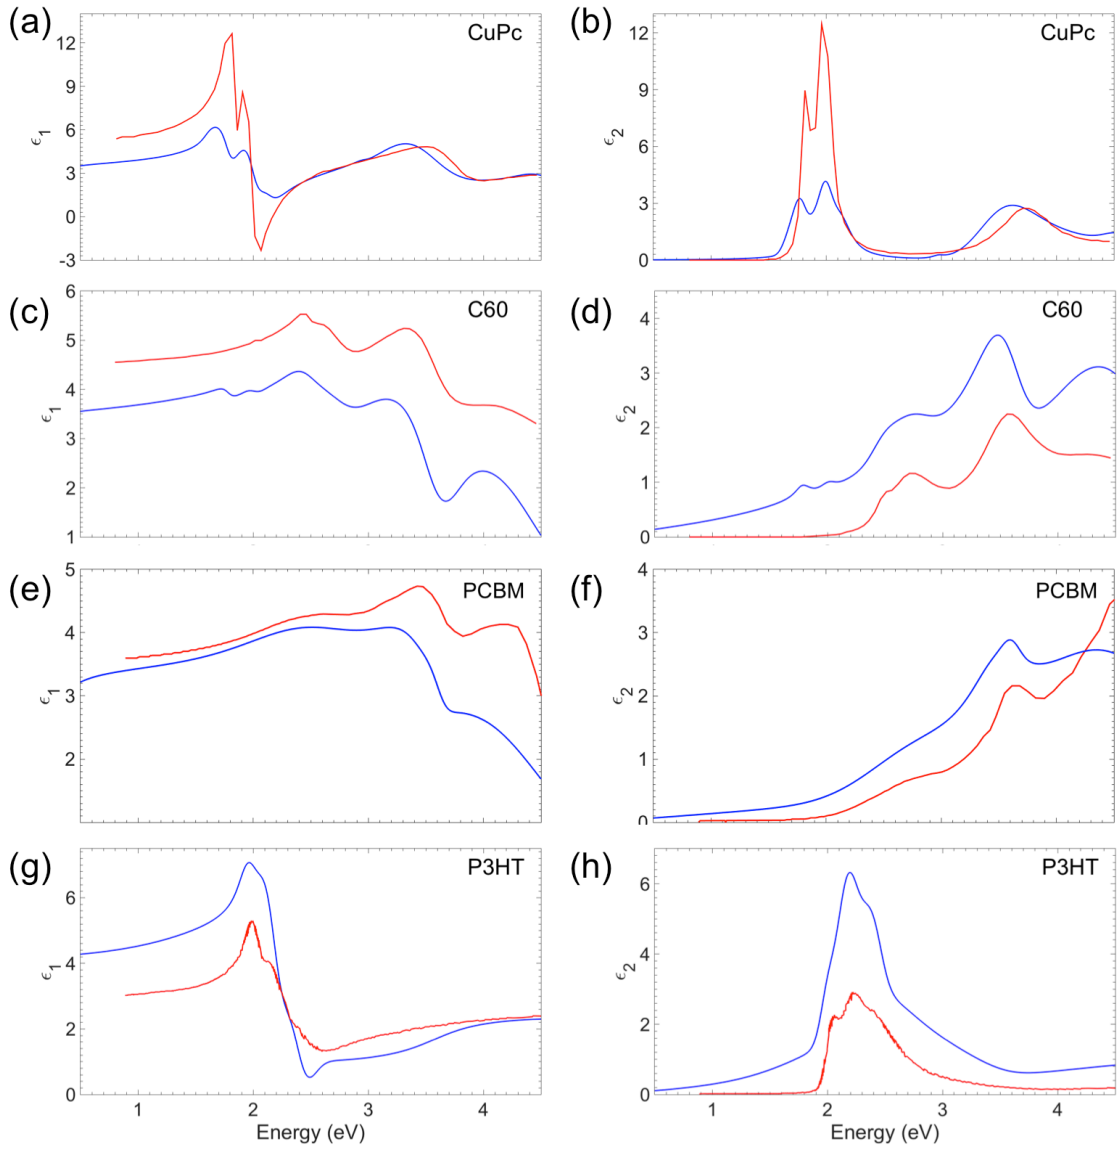 (a) CuPc
12
9
6
3
0
-3
ϵ1
(b) CuPc
12
9
6
3
0
ϵ2
(c) C60
6
5
4
3
2
1
ϵ1
(d) C60
4
3
2
1
0
ϵ2
(e) PCBM
5
4
3
2
ϵ1
(f) PCBM
4
3
2
1
0
ϵ2
(g) P3HT
6
4
2
0
ϵ1
1 2 3 4
Energy (eV)
(h) P3HT
6
4
2
0
ϵ2
1 2 3 4
Energy (eV)